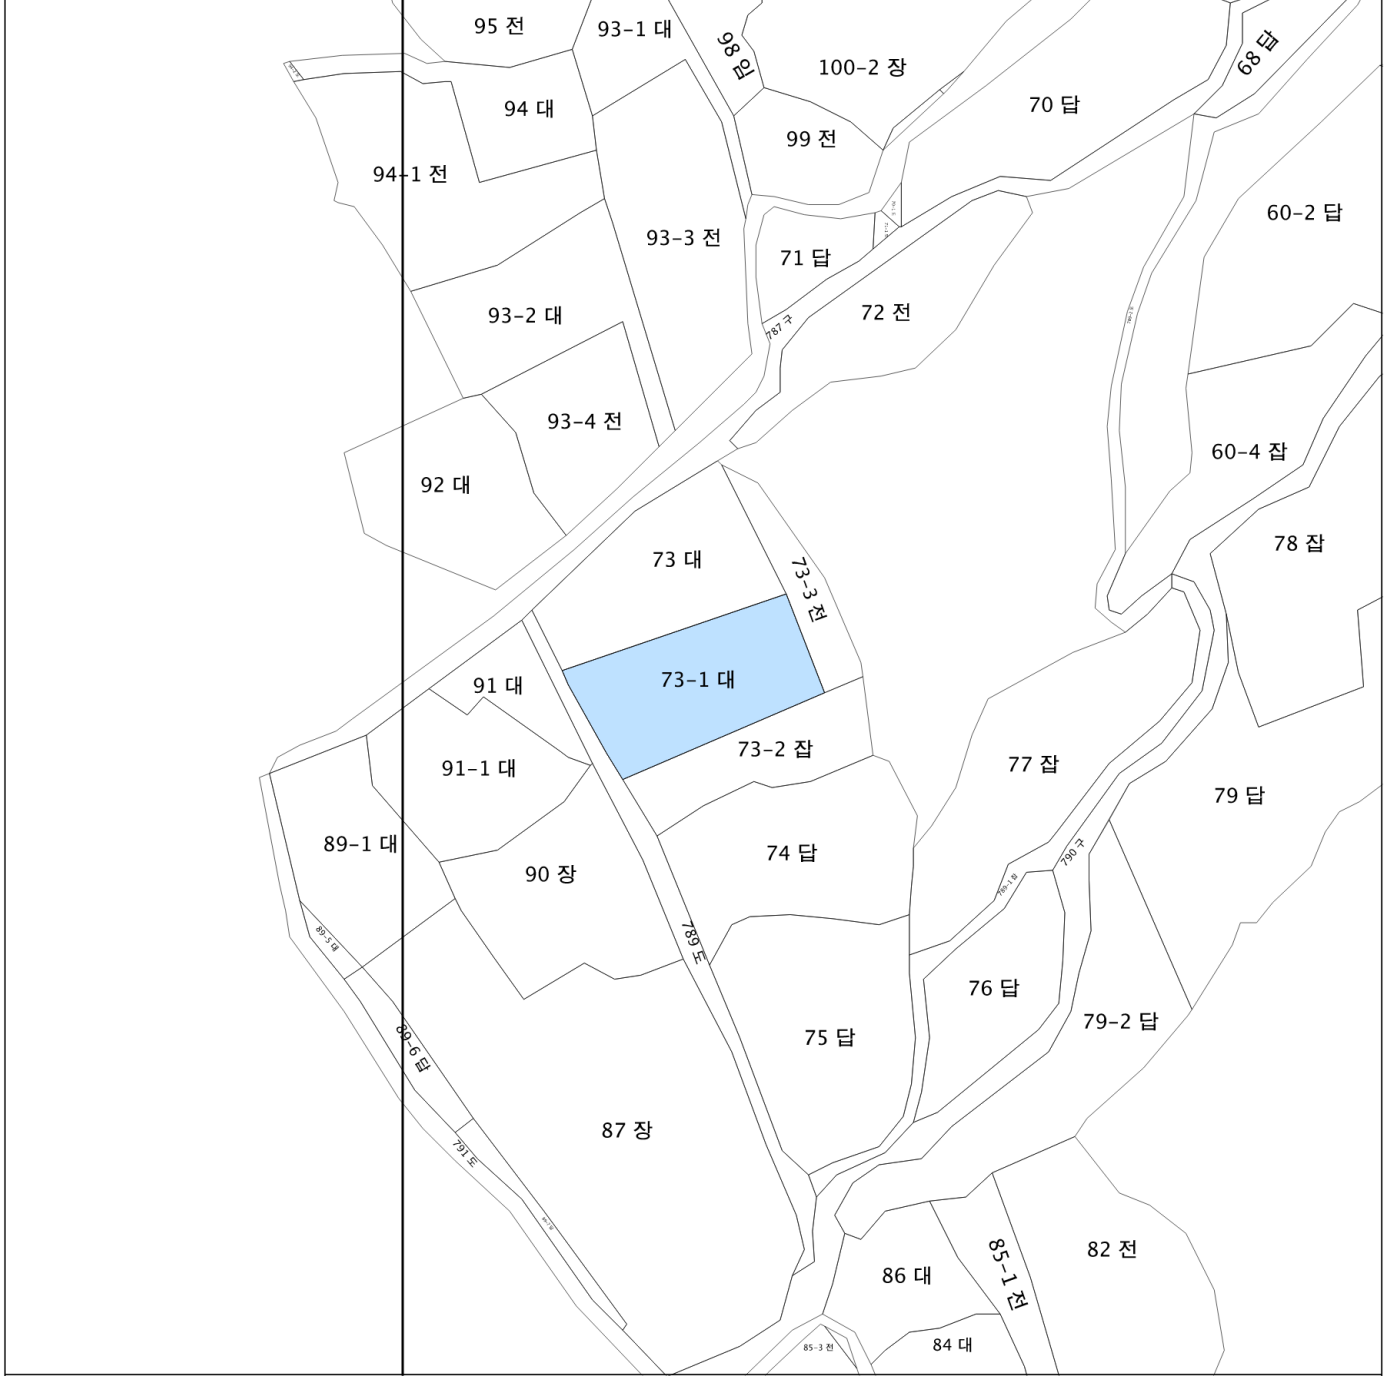 95 전
93-1 대
98 임
100-2 장
68 답
94 대
70 답
99 전
94-1 전
60-2 답
93-3 전
71 답
93-2 대
72 전
787 구
93-4 전
60-4 잡
92 대
78 잡
73 대
73-3 전
73-1 대
91 대
73-2 잡
77 잡
91-1 대
79 답
89-1 대
74 답
790 구
90 장
789-1 잡
89-5 대
789 도
76 답
79-2 답
75 답
89-6 답
87 장
791 도
82 전
86 대
85-1 전
84 대
85-3 전